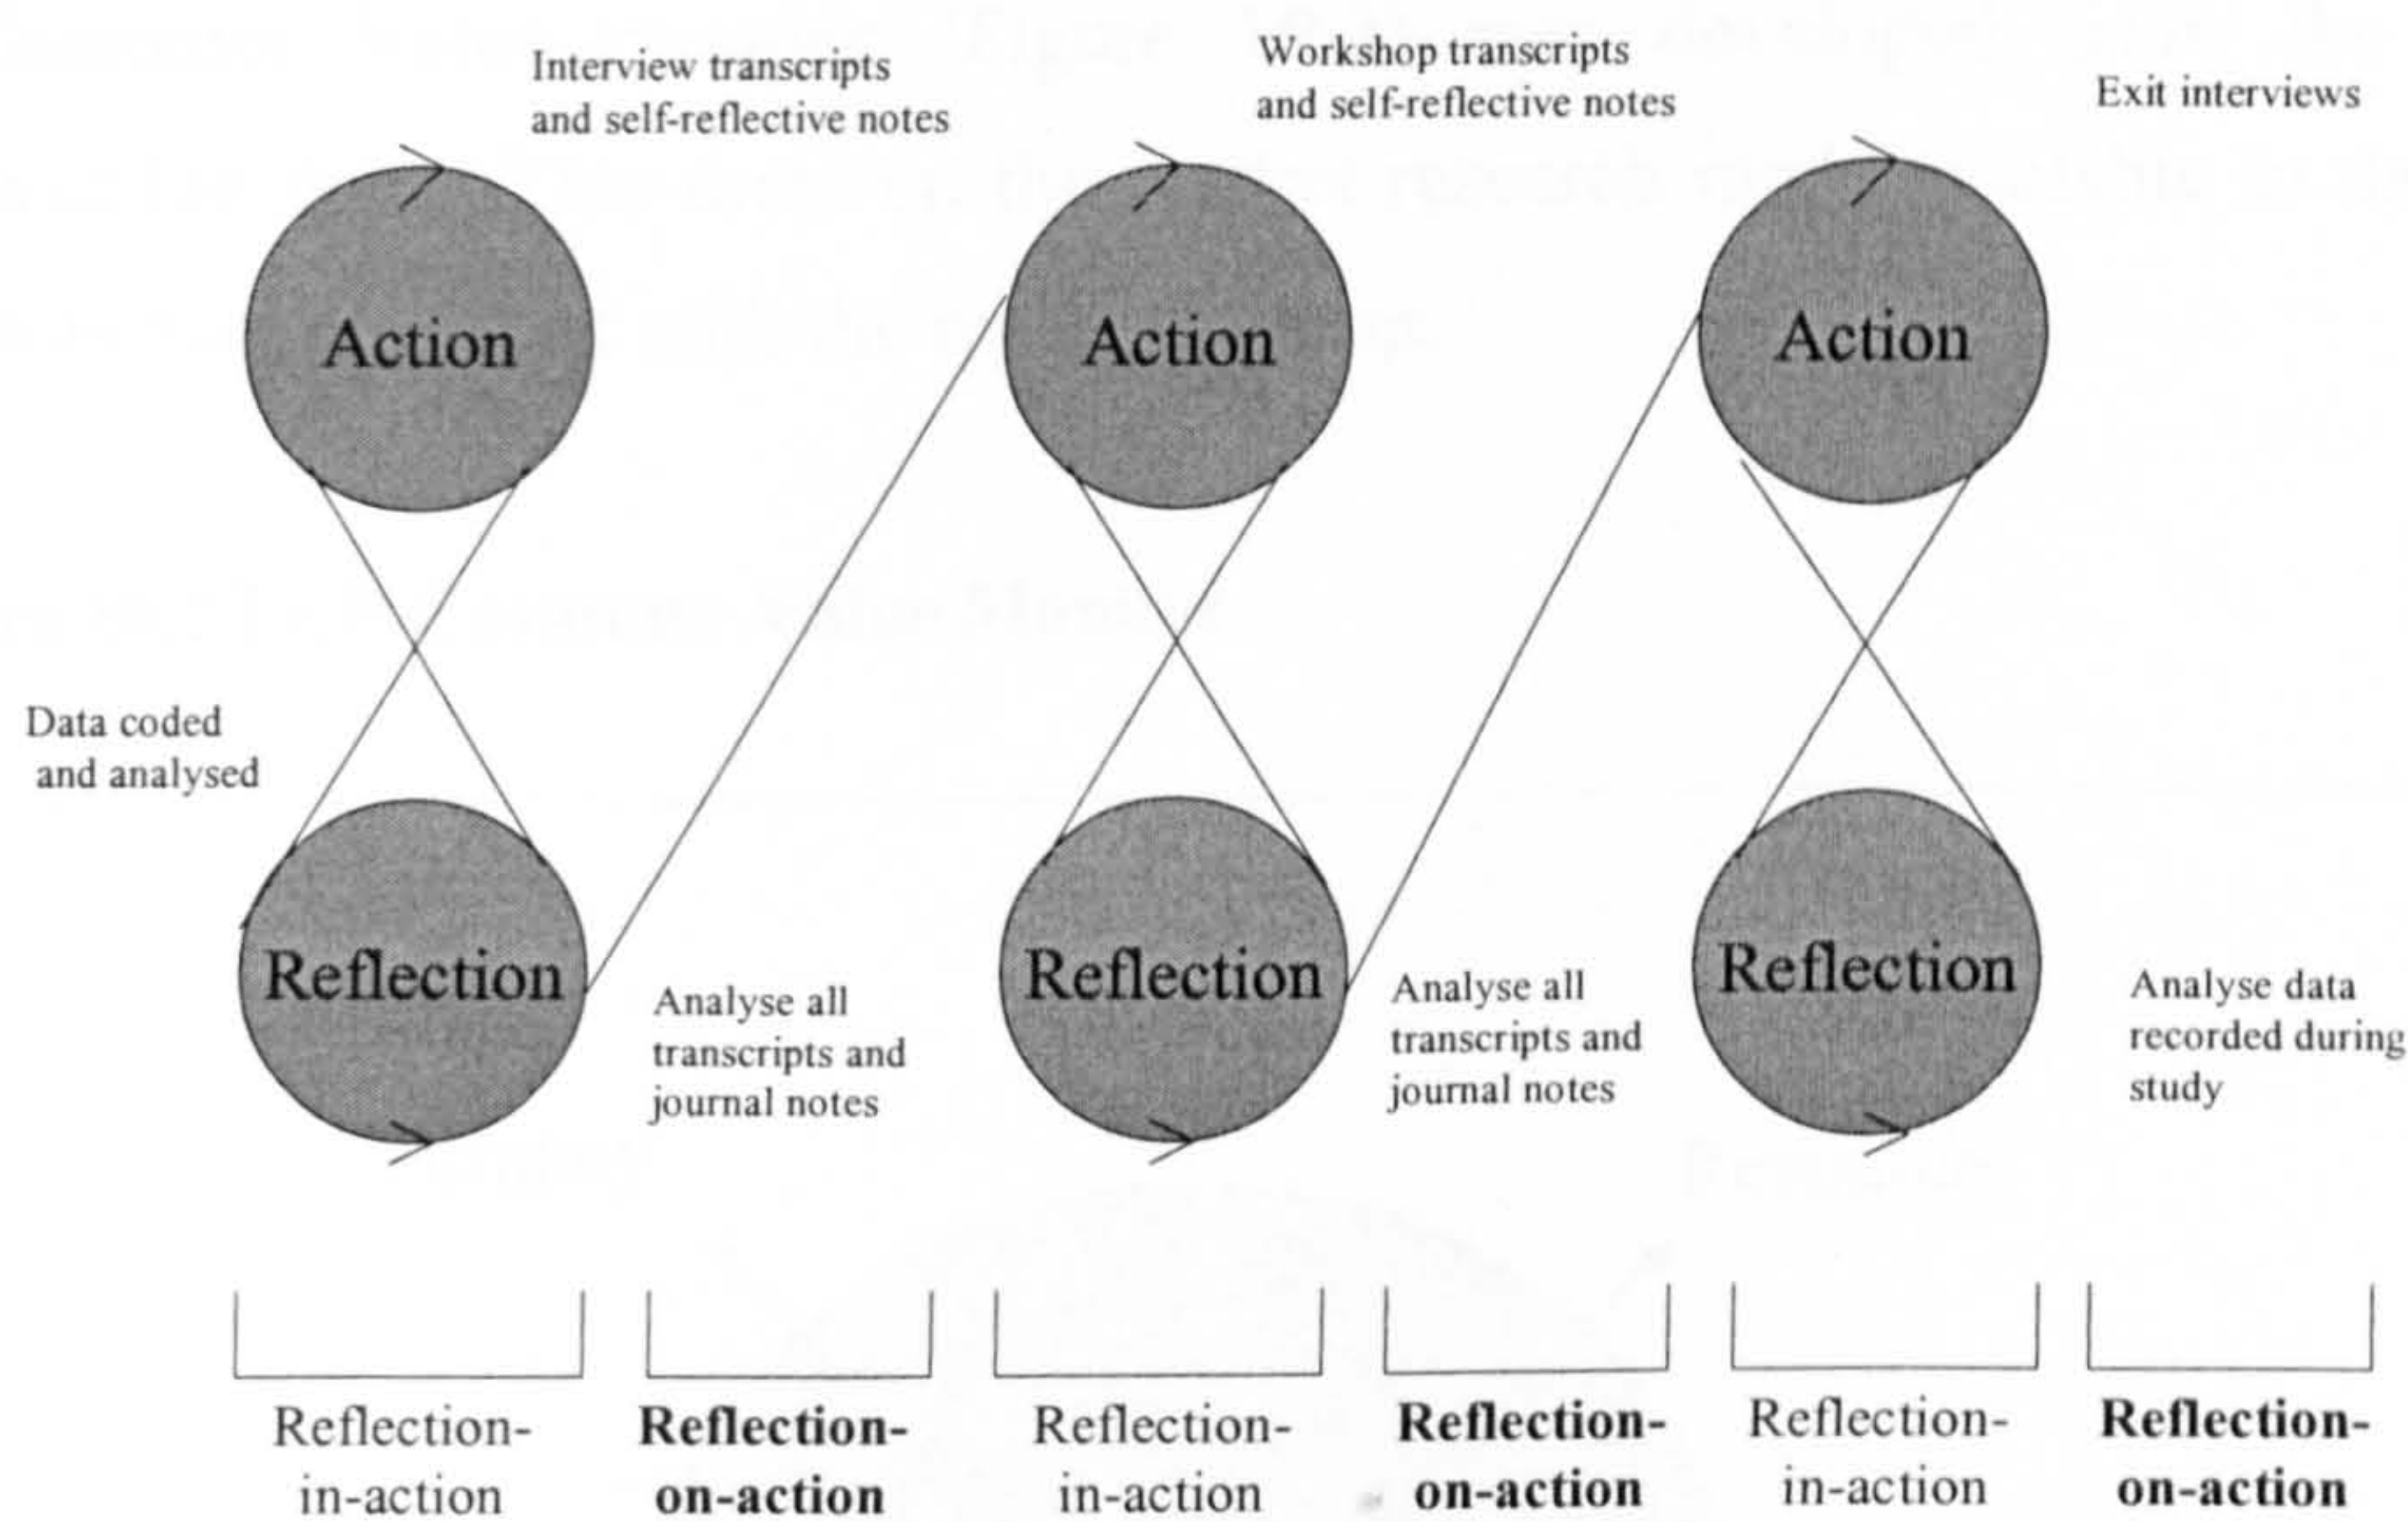 Interview transcripts
and self-reflective notes
Workshop transcripts
and self-reflective notes
Exit interviews
Action
Action
Action
Data coded
and analysed
Reflection
Reflection
Reflection
Analyse all
transcripts and
journal notes
Analyse all
transcripts and
journal notes
Analyse data
recorded during
study
Reflection-
in-action
Reflection-
on-action
Reflection-
in-action
Reflection-
on-action
Reflection-
in-action
Reflection-
on-action